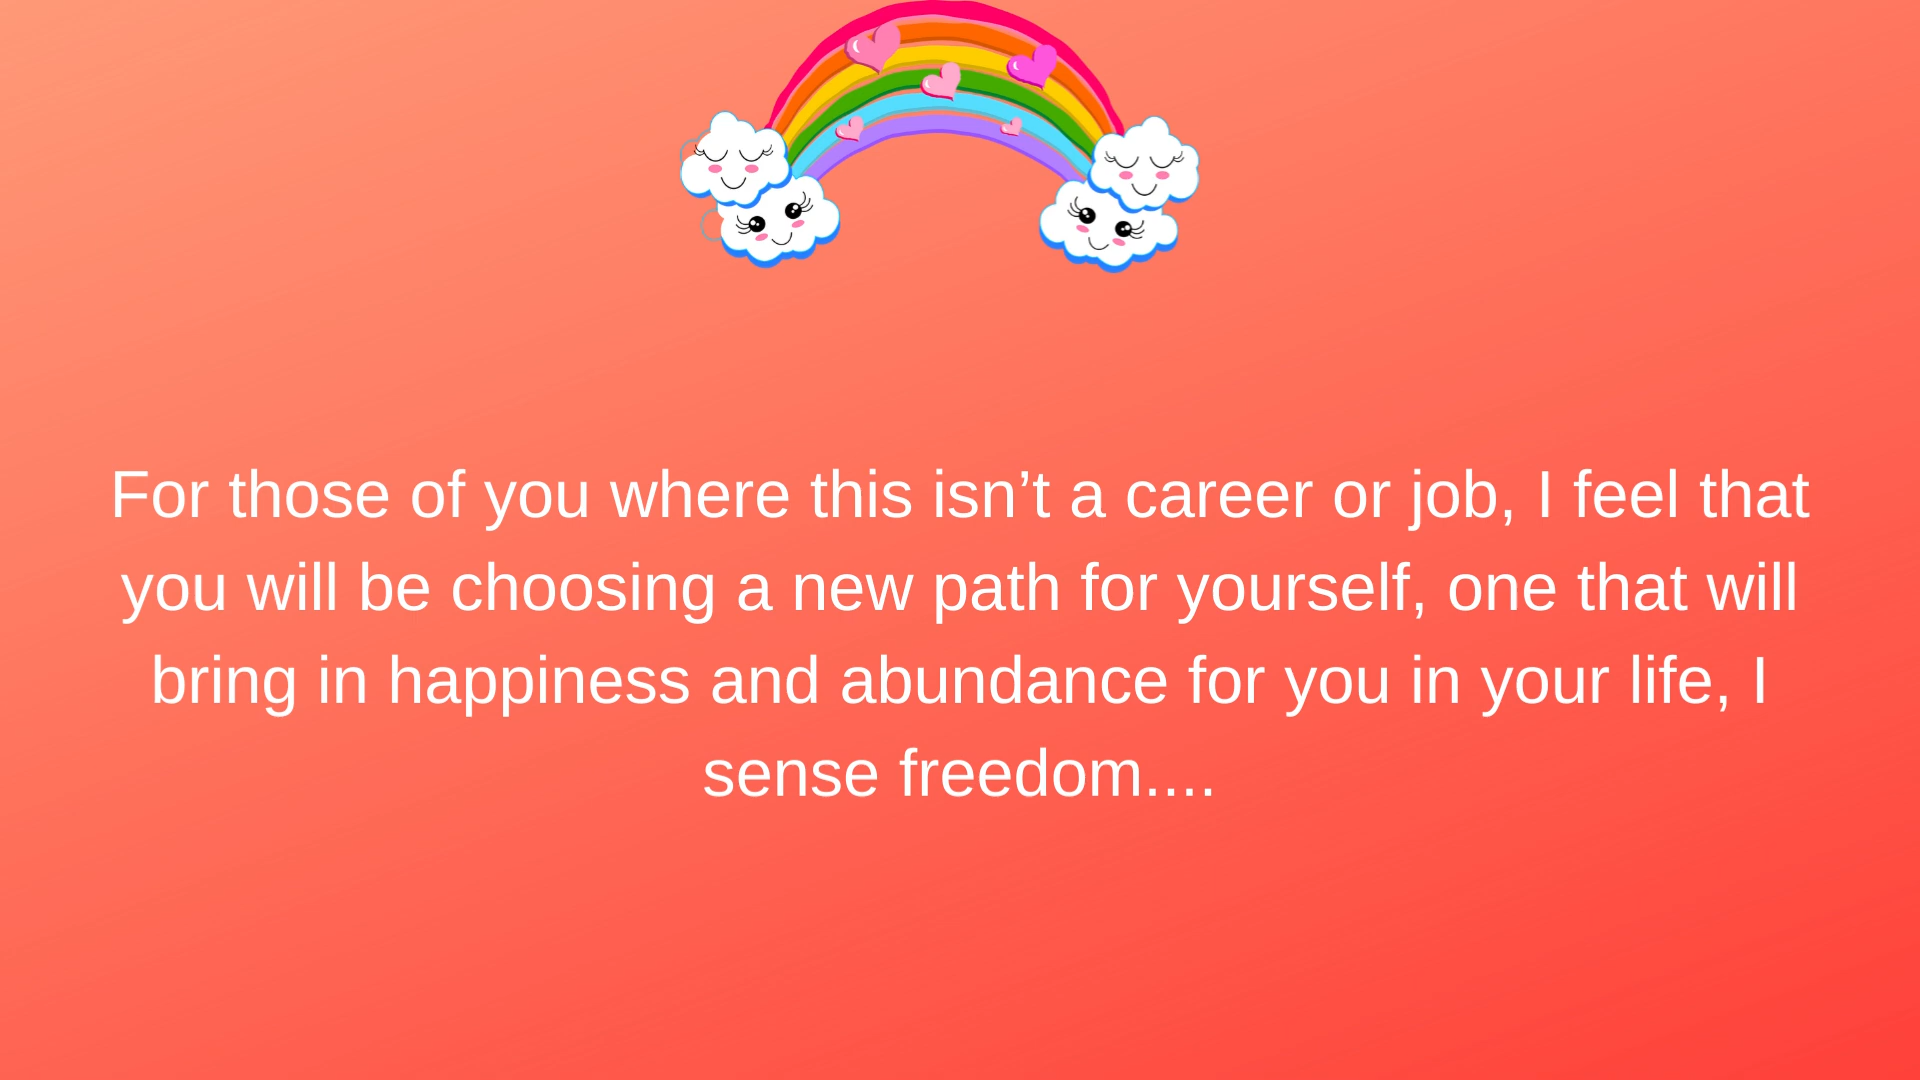 For those of you where this isn’t a career or job, I feel that
you will be choosing a new path for yourself, one that will
bring in happiness and abundance for you in your life, I
sense freedom....